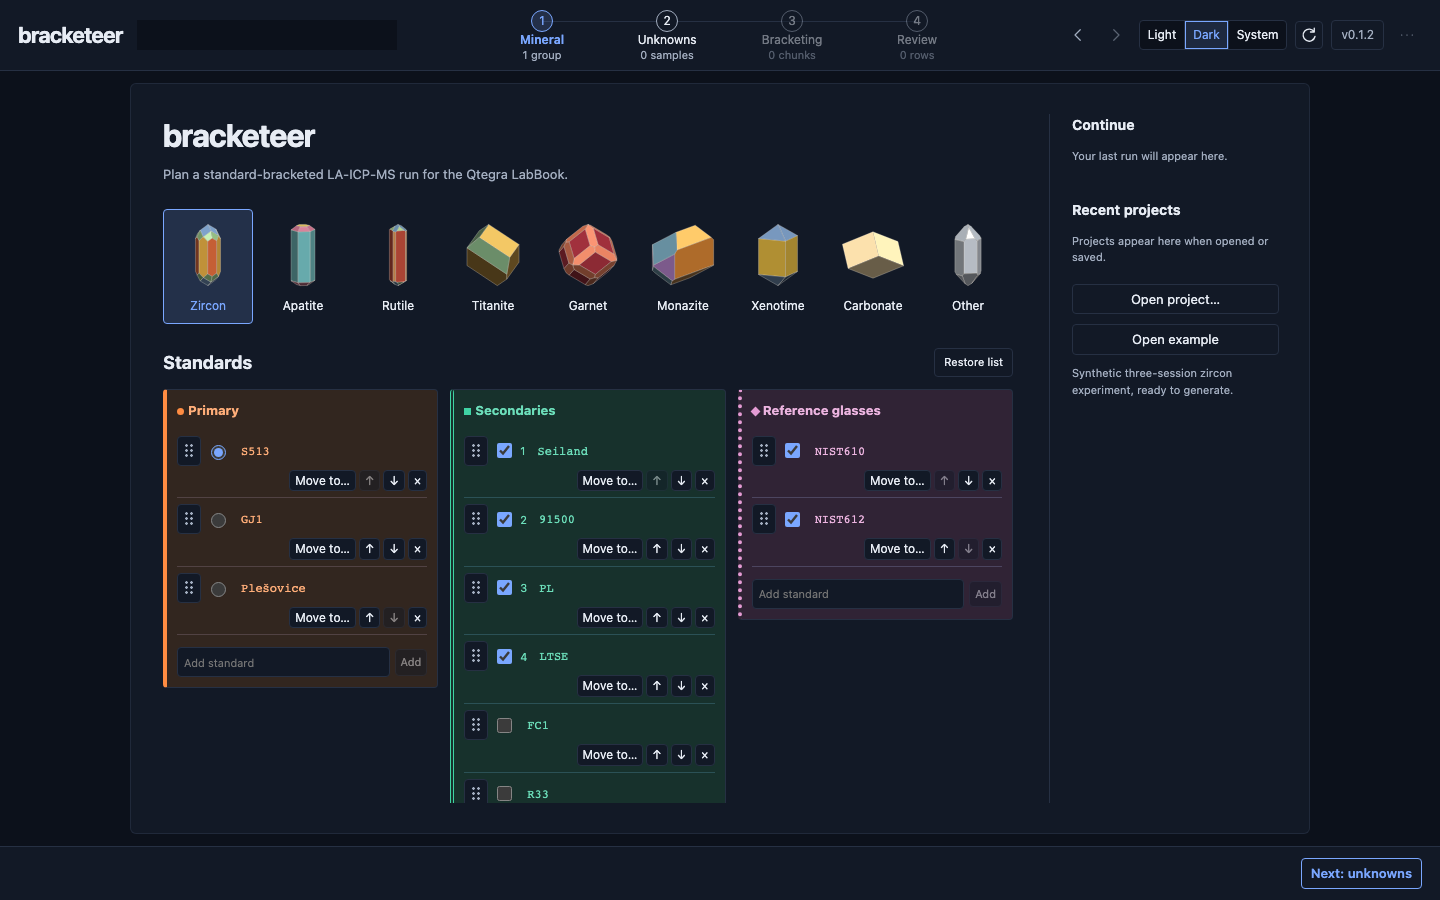 bracketeer
1
Mineral
1 group
2
Unknowns
0 samples
3
Bracketing
0 chunks
4
Review
0 rows
Light
Dark
System
v0.1.2
...
bracketeer
Plan a standard-bracketed LA-ICP-MS run for the Qtegra LabBook.
Zircon
Apatite
Rutile
Titanite
Garnet
Monazite
Xenotime
Carbonate
Other
Standards
Restore list
Primary
S513
Move to... ↑ ↓ ×
GJ1
Move to... ↑ ↓ ×
Plešovice
Move to... ↑ ↓ ×
Add standard
Add
Secondaries
1 Seiland
Move to... ↑ ↓ ×
2 91500
Move to... ↑ ↓ ×
3 PL
Move to... ↑ ↓ ×
4 LTSE
Move to... ↑ ↓ ×
FC1
Move to... ↑ ↓ ×
R33
Reference glasses
NIST610
Move to... ↑ ↓ ×
NIST612
Move to... ↑ ↓ ×
Add standard
Add
Continue
Your last run will appear here.
Recent projects
Projects appear here when opened or
saved.
Open project...
Open example
Synthetic three-session zircon
experiment, ready to generate.
Next: unknowns